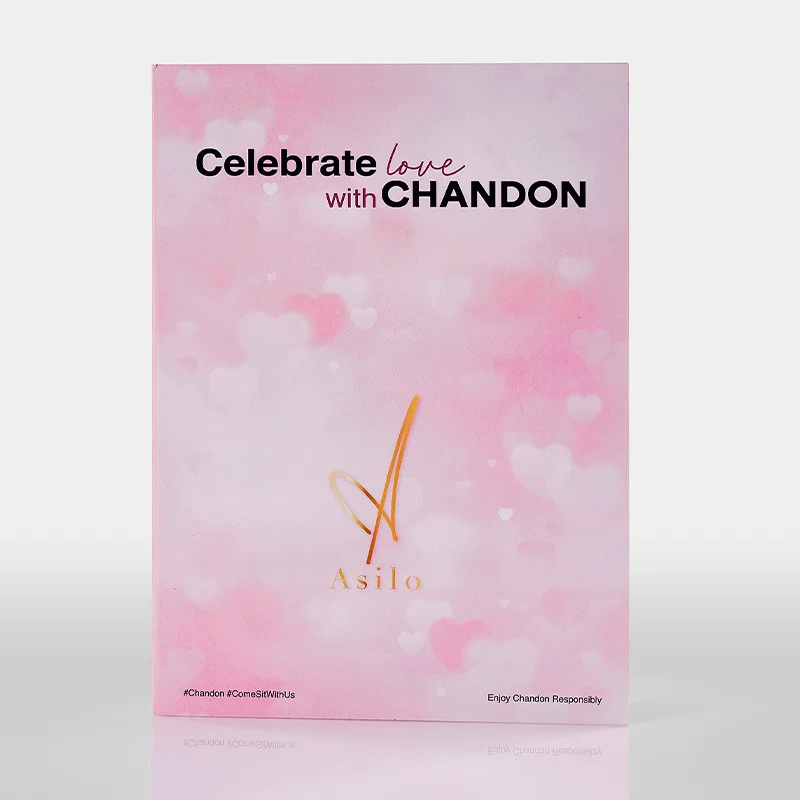 Celebrate love
with CHANDON
Asilo
#Chandon #ComeSitWithUs
Enjoy Chandon Responsibly